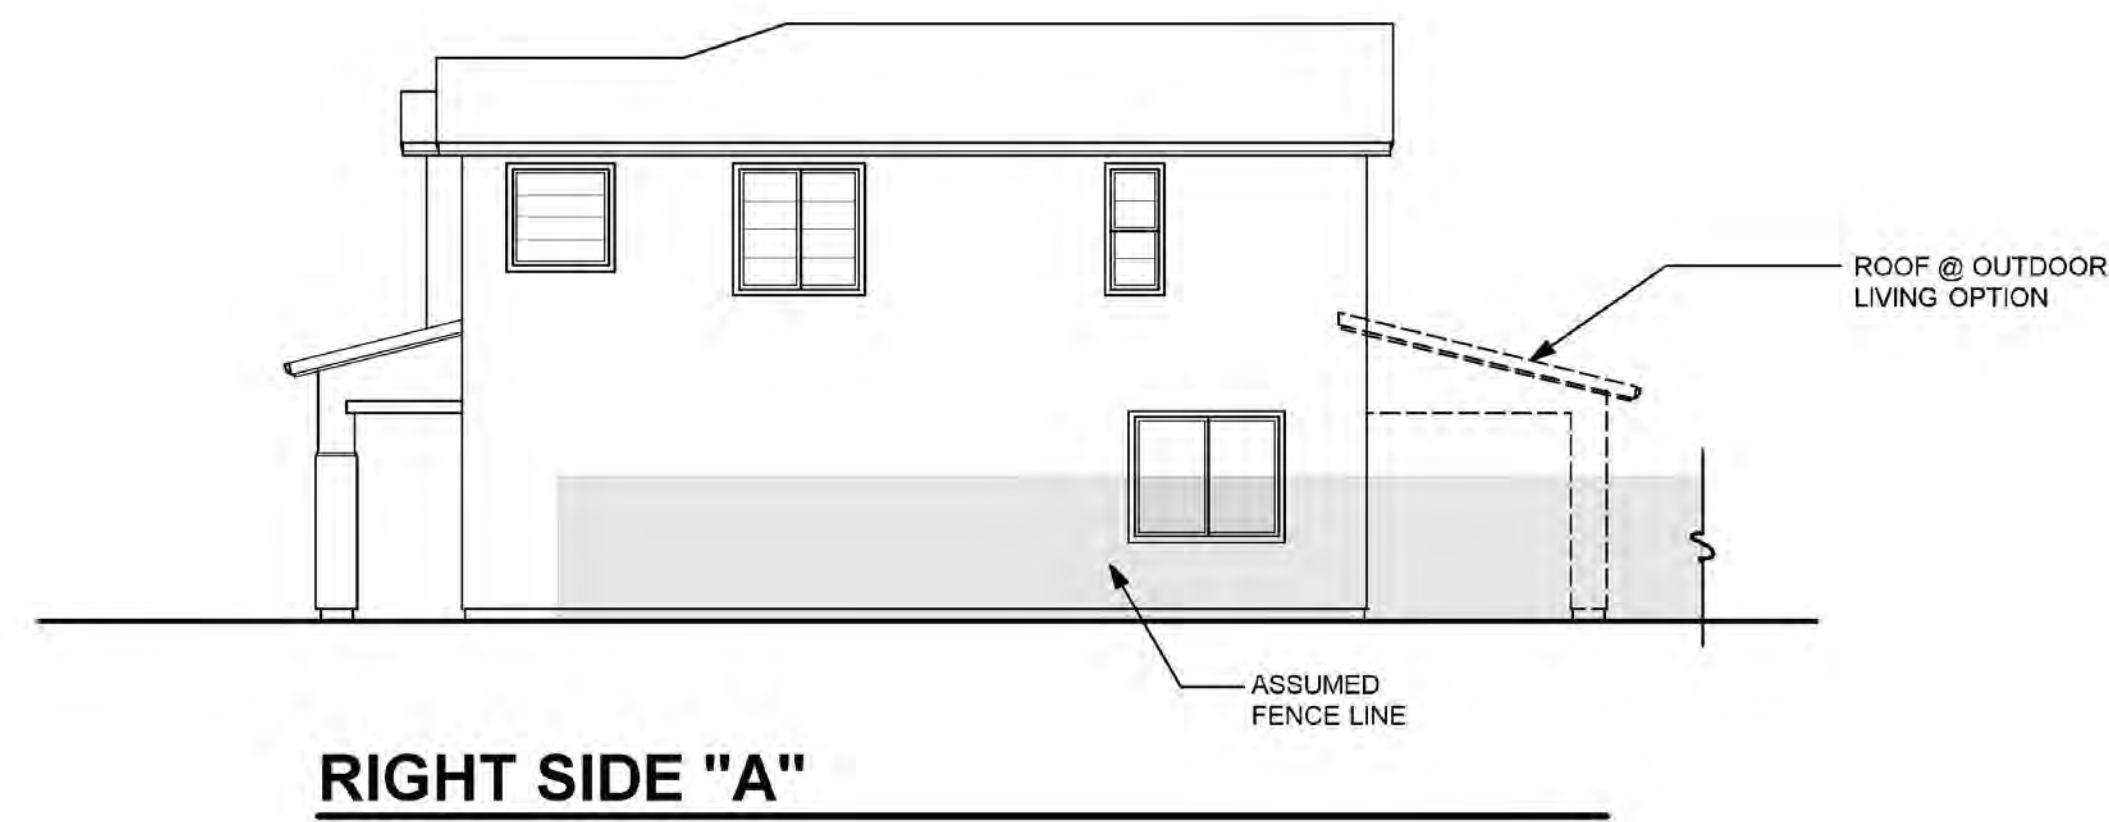 ROOF @ OUTDOOR
LIVING OPTION
ASSUMED
FENCE LINE
RIGHT SIDE "A"